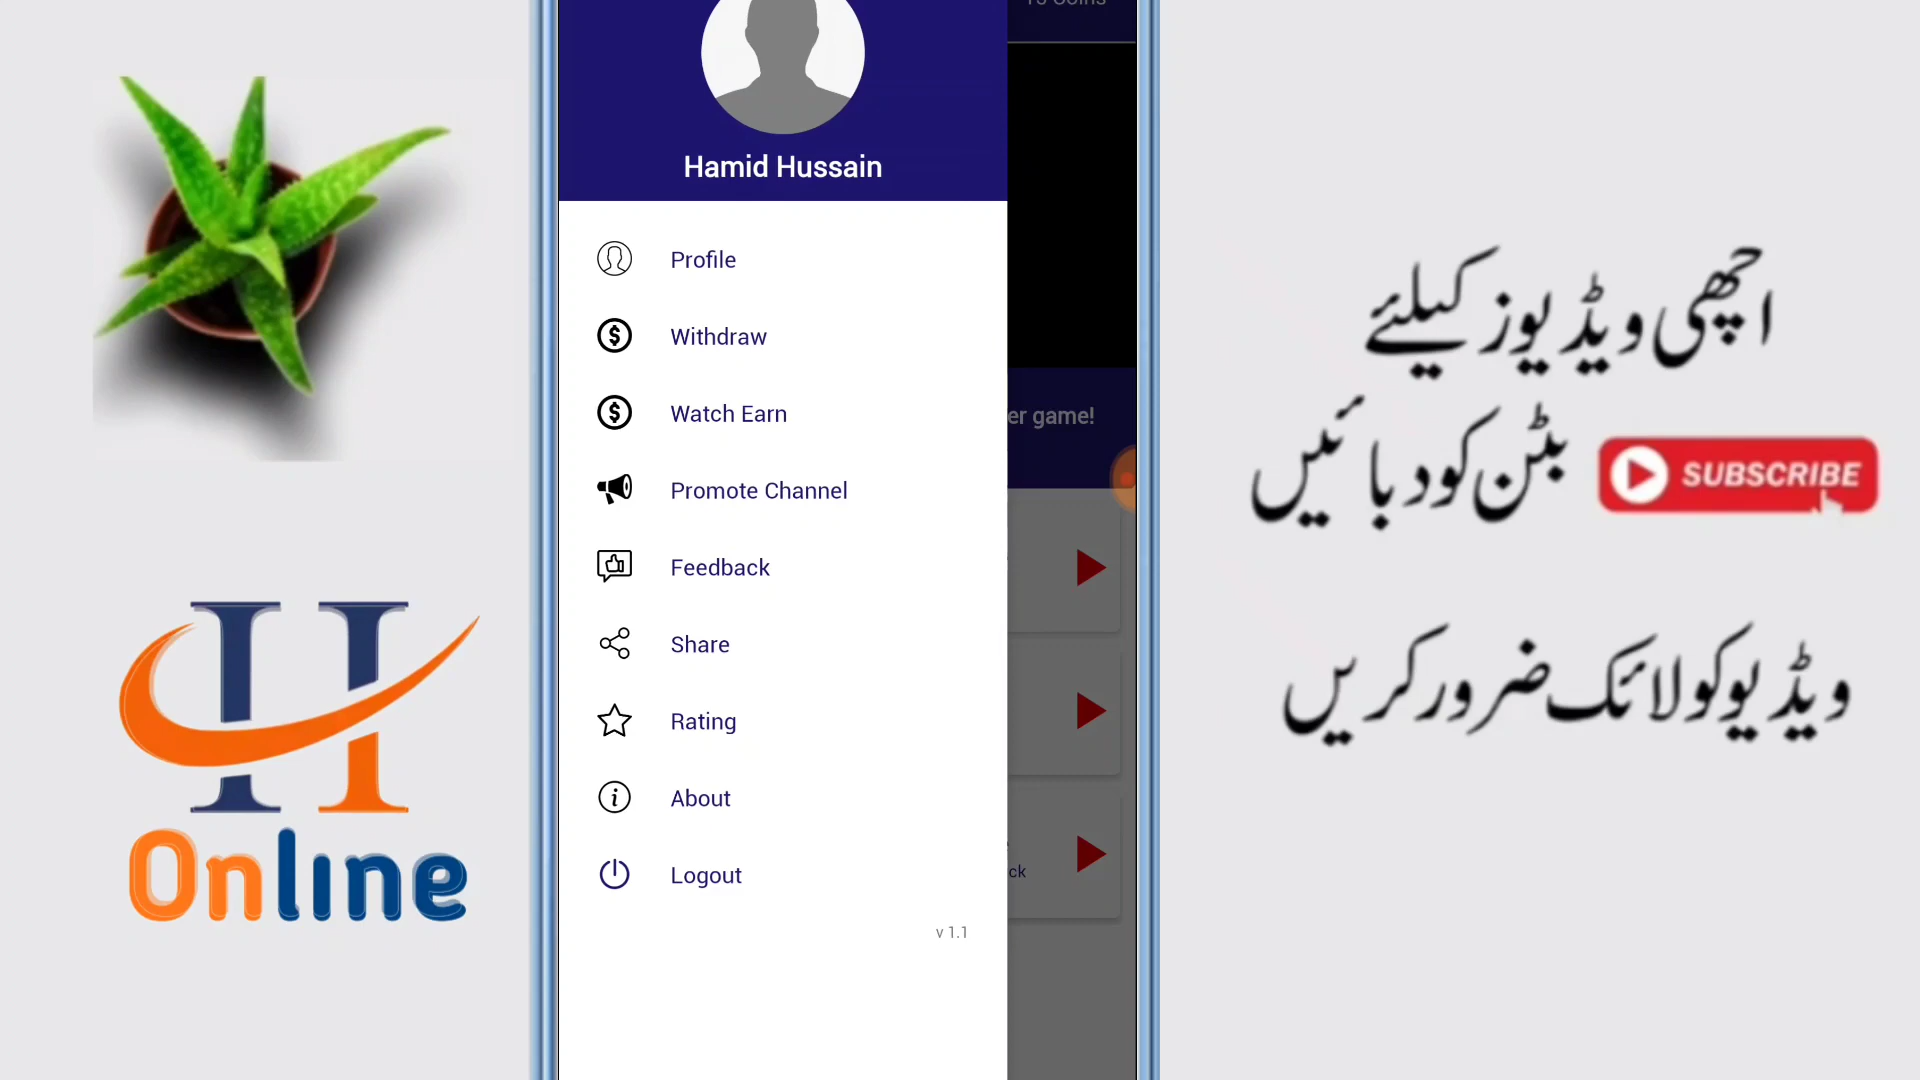 Hamid Hussain
Profile
Withdraw
Watch Earn
Promote Channel
Feedback
Share
Rating
About
Logout
v 1.1
er game!
ck
H
Online
اچھی ویڈیوز کیلئے
SUBSCRIBE بٹن کو دبائیں
ویڈیو کو لائک ضرور کریں